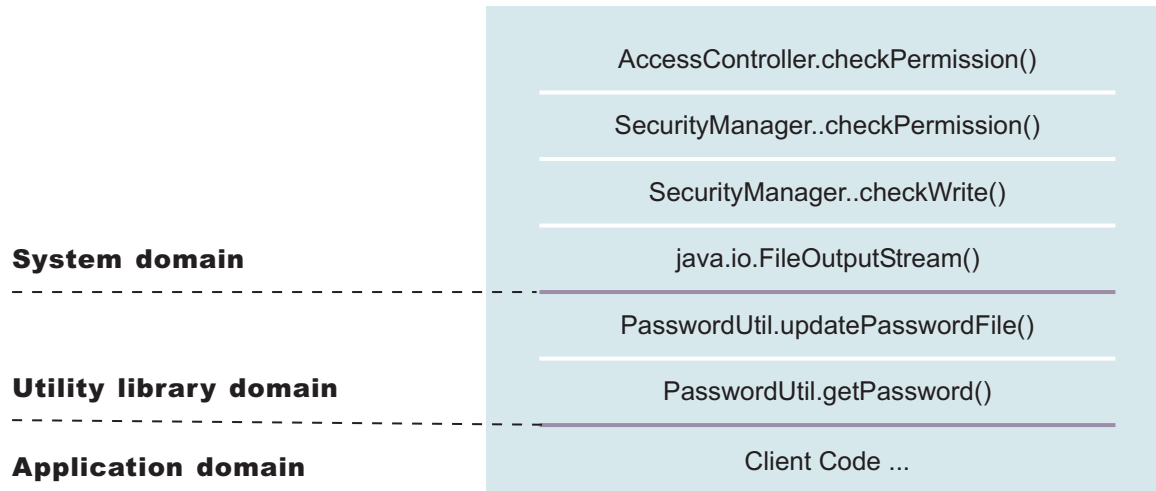 AccessController.checkPermission()
SecurityManager..checkPermission()
SecurityManager..checkWrite()
System domain
java.io.FileOutputStream()
PasswordUtil.updatePasswordFile()
Utility library domain
PasswordUtil.getPassword()
Application domain
Client Code ...